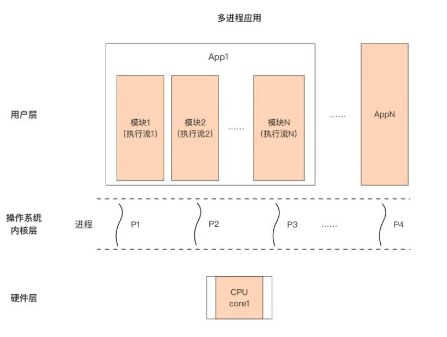 多进程应用
App1
用户层
模块1
(执行流1)
模块2
(执行流2)
……
模块N
(执行流N)
……
AppN
操作系统
内核层
进程
P1
P2
P3
……
P4
硬件层
CPU
core1